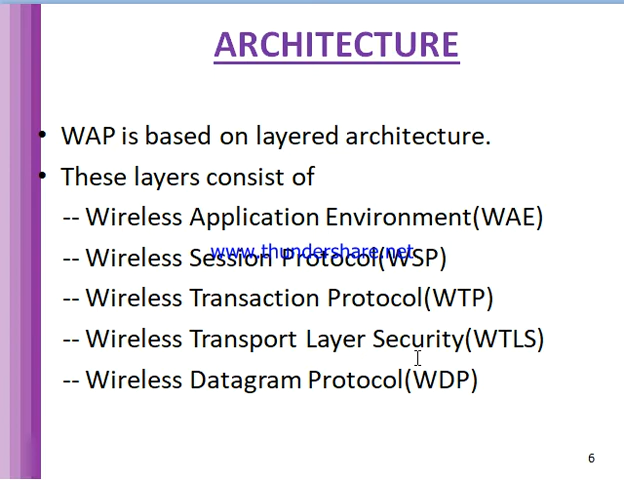 ARCHITECTURE
• WAP is based on layered architecture.
• These layers consist of
-- Wireless Application Environment(WAE)
www.thundershare.net
-- Wireless Session Protocol(WSP)
-- Wireless Transaction Protocol(WTP)
-- Wireless Transport Layer Security(WTLS)
-- Wireless Datagram Protocol(WDP)
6